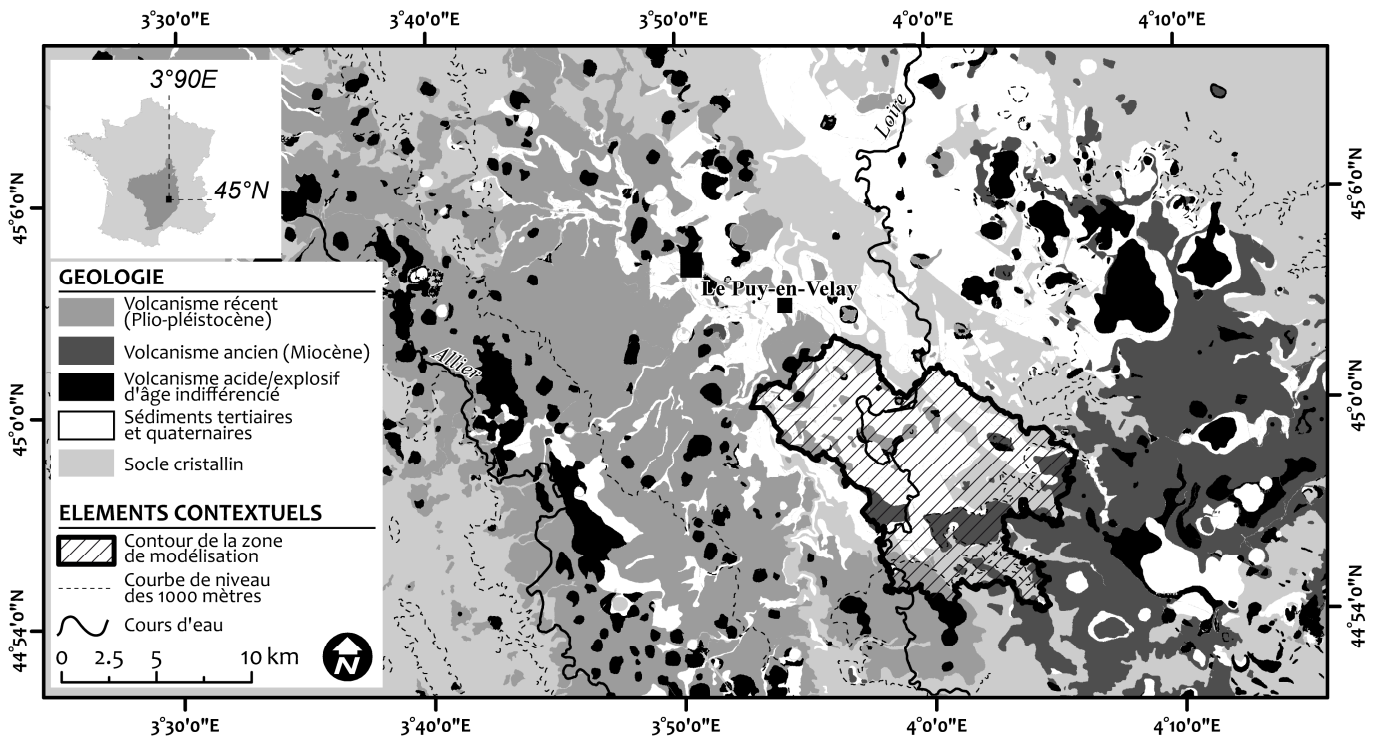 3°30'0"E 3°40'0"E 3°50'0"E 4°0'0"E 4°10'0"E
3°90E
45°N
45°6'0"N
45°6'0"N
Loire
Le Puy-en-Velay
Allier
45°0'0"N
45°0'0"N
44°54'0"N
44°54'0"N
GEOLOGIE
Volcanisme récent
(Plio-pléistocène)
Volcanisme ancien (Miocène)
Volcanisme acide/explosif
d'âge indifférencié
Sédiments tertiaires
et quaternaires
Socle cristallin
ELEMENTS CONTEXTUELS
Contour de la zone
de modélisation
Courbe de niveau
des 1000 mètres
Cours d'eau
0 2.5 5 10 km
N
3°30'0"E 3°40'0"E 3°50'0"E 4°0'0"E 4°10'0"E